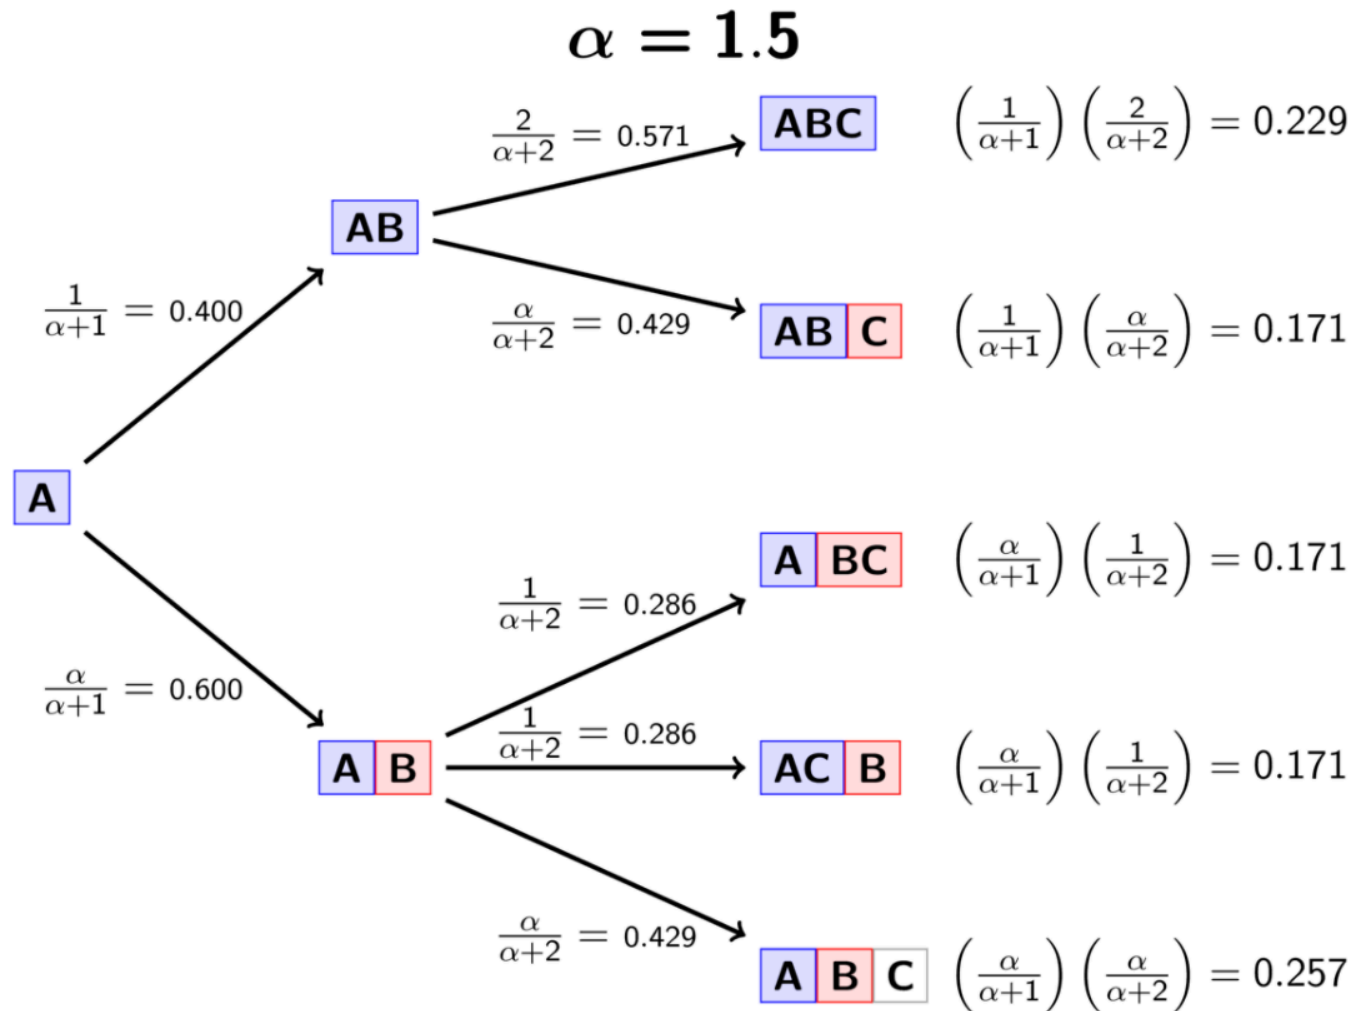 α = 1.5
2/(α+2) = 0.571
ABC
(1/(α+1)) (2/(α+2)) = 0.229
AB
1/(α+1) = 0.400
α/(α+2) = 0.429
AB C
(1/(α+1)) (α/(α+2)) = 0.171
A
A BC
(α/(α+1)) (1/(α+2)) = 0.171
1/(α+2) = 0.286
α/(α+1) = 0.600
1/(α+2) = 0.286
A B
AC B
(α/(α+1)) (1/(α+2)) = 0.171
α/(α+2) = 0.429
A B C
(α/(α+1)) (α/(α+2)) = 0.257